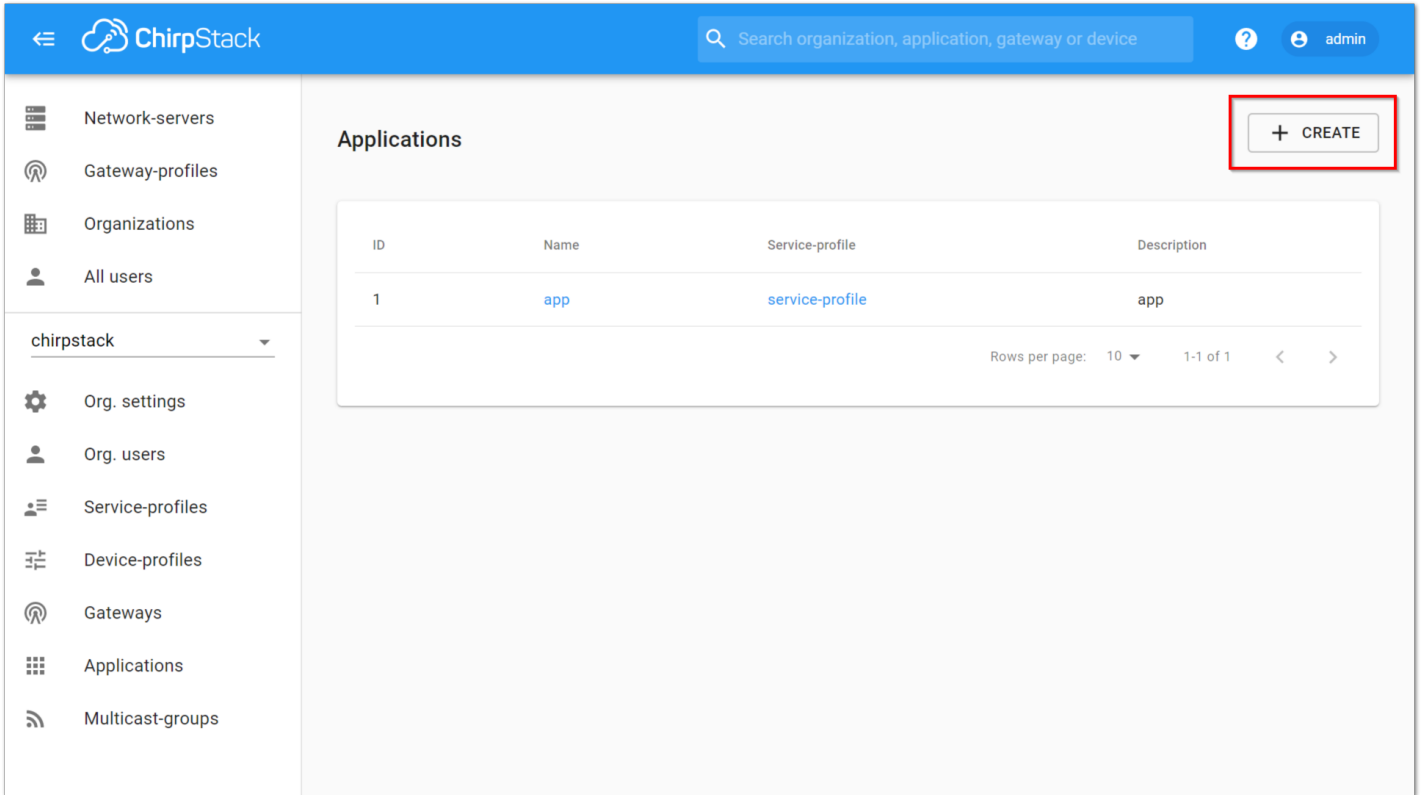 ChirpStack
Search organization, application, gateway or device
? admin
Network-servers
Gateway-profiles
Organizations
All users
chirpstack
Org. settings
Org. users
Service-profiles
Device-profiles
Gateways
Applications
Multicast-groups
Applications
+ CREATE
ID Name Service-profile Description
1 app service-profile app
Rows per page: 10 1-1 of 1